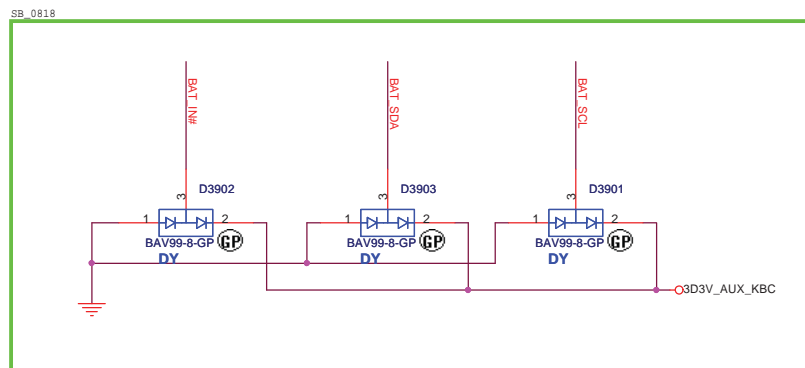 SB_0818
BAT_IN#
BAT_SDA
BAT_SCL
D3902
D3903
D3901
3
3
3
1
2
1
2
1
2
BAV99-8-GP
GP
BAV99-8-GP
GP
BAV99-8-GP
GP
DY
DY
DY
3D3V_AUX_KBC